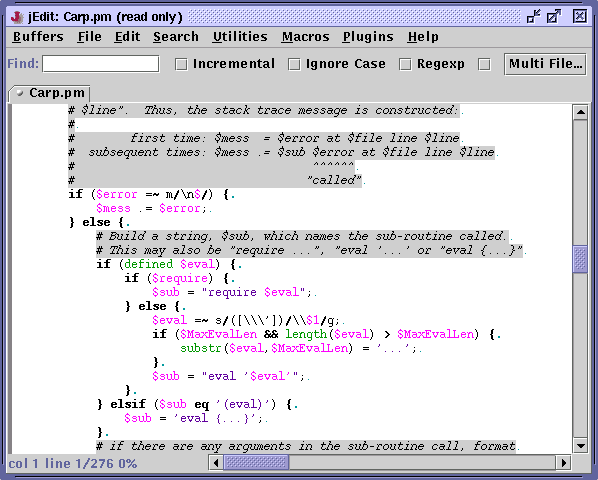 jEdit: Carp.pm (read only)
Buffers File Edit Search Utilities Macros Plugins Help
Find: Incremental Ignore Case Regexp Multi File...
Carp.pm
# $line".  Thus, the stack trace message is constructed:.
#.
#        first time: $mess  = $error at $file line $line.
#  subsequent times: $mess .= $sub $error at $file line $line.
#                                  ^^^^^^.
#                                 "called".
if ($error =~ m/\n$/) {.
    $mess .= $error;.
} else {.
    # Build a string, $sub, which names the sub-routine called.
    # This may also be "require ...", "eval '...' or "eval {...}".
    if (defined $eval) {.
        if ($require) {.
            $sub = "require $eval";.
        } else {.
            $eval =~ s/([\\\'])/\\$1/g;.
            if ($MaxEvalLen && length($eval) > $MaxEvalLen) {.
                substr($eval,$MaxEvalLen) = '...';.
            }.
            $sub = "eval '$eval'";.
        }.
    } elsif ($sub eq '(eval)') {.
        $sub = 'eval {...}';.
    }.
    # if there are any arguments in the sub-routine call, format.
col 1 line 1/276 0%